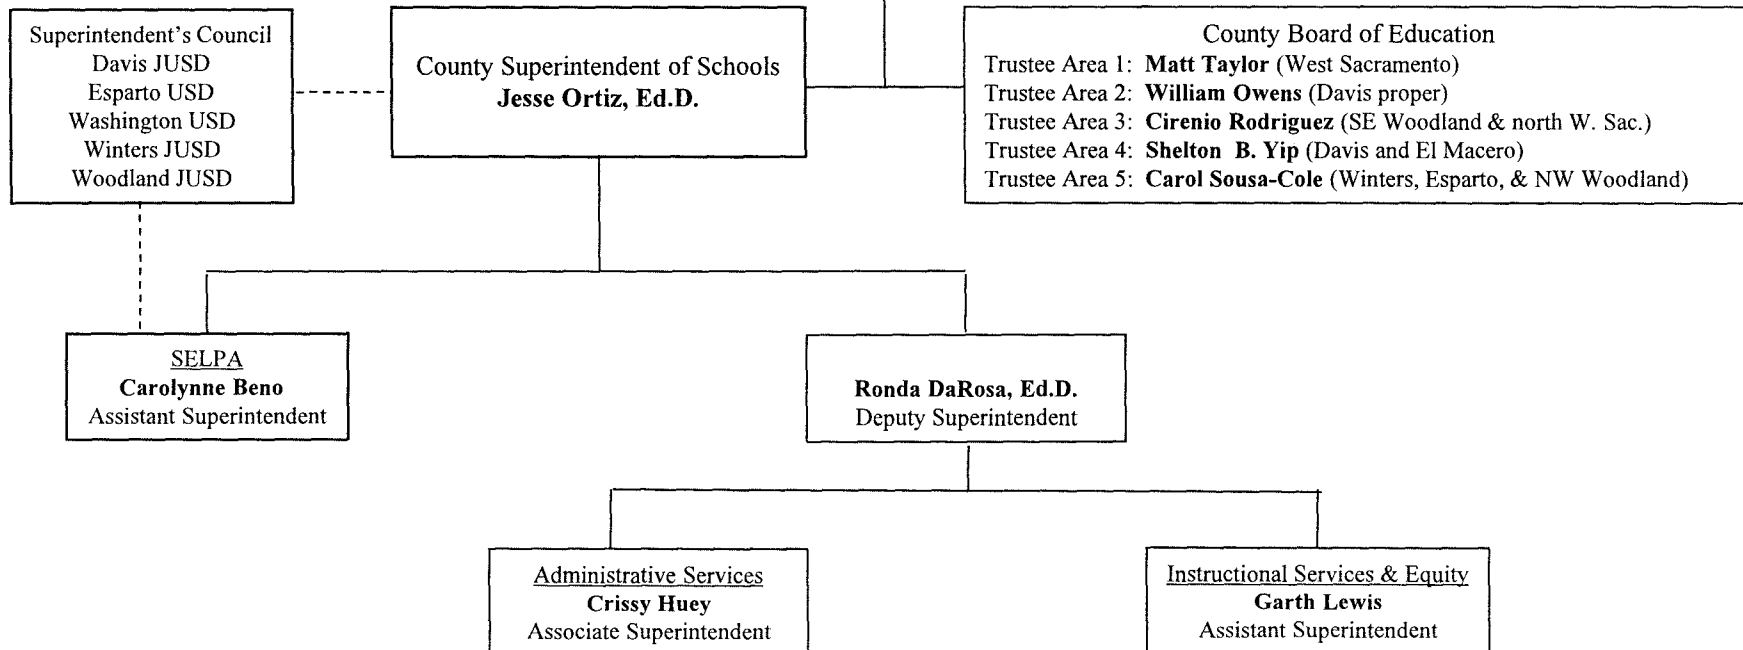 Superintendent's Council
Davis JUSD
Esparto USD
Washington USD
Winters JUSD
Woodland JUSD
County Superintendent of Schools
Jesse Ortiz, Ed.D.
County Board of Education
Trustee Area 1: Matt Taylor (West Sacramento)
Trustee Area 2: William Owens (Davis proper)
Trustee Area 3: Cirenio Rodriguez (SE Woodland & north W. Sac.)
Trustee Area 4: Shelton B. Yip (Davis and El Macero)
Trustee Area 5: Carol Sousa-Cole (Winters, Esparto, & NW Woodland)
SELPA
Carolynne Beno
Assistant Superintendent
Ronda DaRosa, Ed.D.
Deputy Superintendent
Administrative Services
Crissy Huey
Associate Superintendent
Instructional Services & Equity
Garth Lewis
Assistant Superintendent